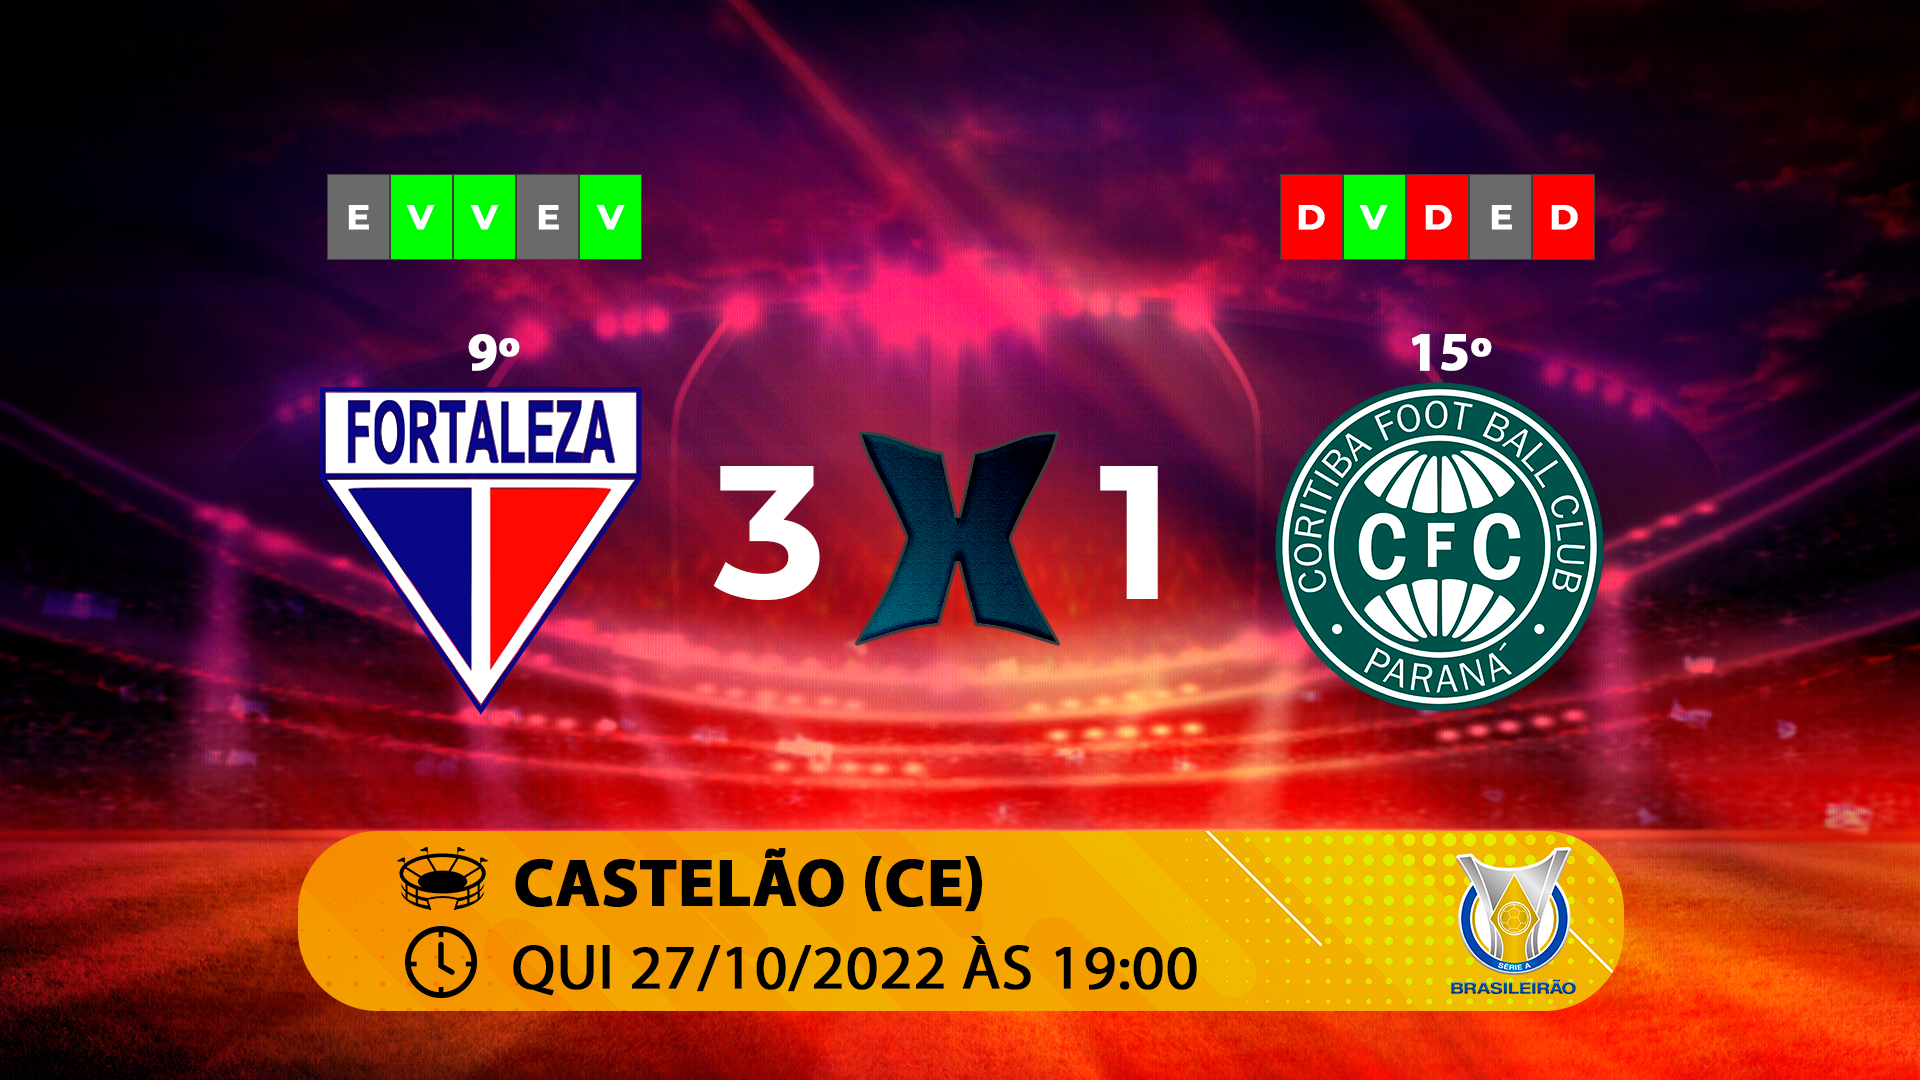 E V V E V
D V D E D
9º
15º
FORTALEZA
3 X 1
CORITIBA FOOT BALL CLUB
CFC
PARANÁ
CASTELÃO (CE)
QUI 27/10/2022 ÀS 19:00
SÉRIE A
BRASILEIRÃO